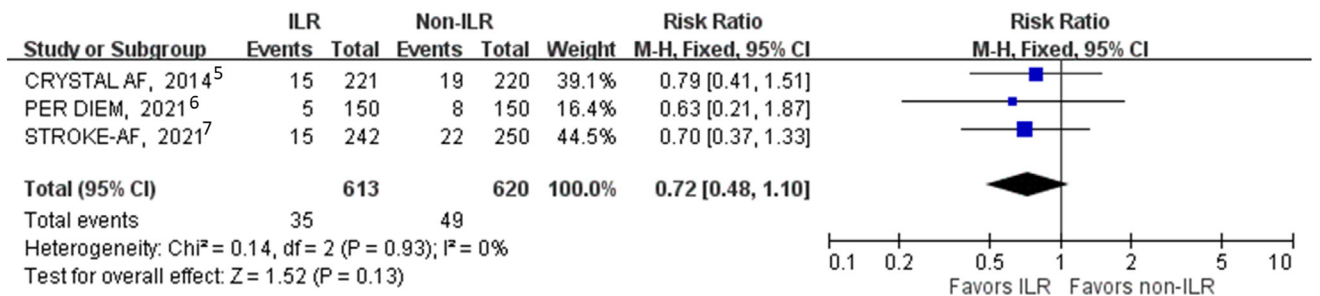 ILR Non-ILR Risk Ratio Risk Ratio
Study or Subgroup Events Total Events Total Weight M-H, Fixed, 95% CI M-H, Fixed, 95% CI
CRYSTAL AF, 2014⁵ 15 221 19 220 39.1% 0.79 [0.41, 1.51]
PER DIEM, 2021⁶ 5 150 8 150 16.4% 0.63 [0.21, 1.87]
STROKE-AF, 2021⁷ 15 242 22 250 44.5% 0.70 [0.37, 1.33]
Total (95% CI) 613 620 100.0% 0.72 [0.48, 1.10]
Total events 35 49
Heterogeneity: Chi² = 0.14, df = 2 (P = 0.93); I² = 0%
Test for overall effect: Z = 1.52 (P = 0.13)
0.1 0.2 0.5 1 2 5 10
Favors ILR Favors non-ILR